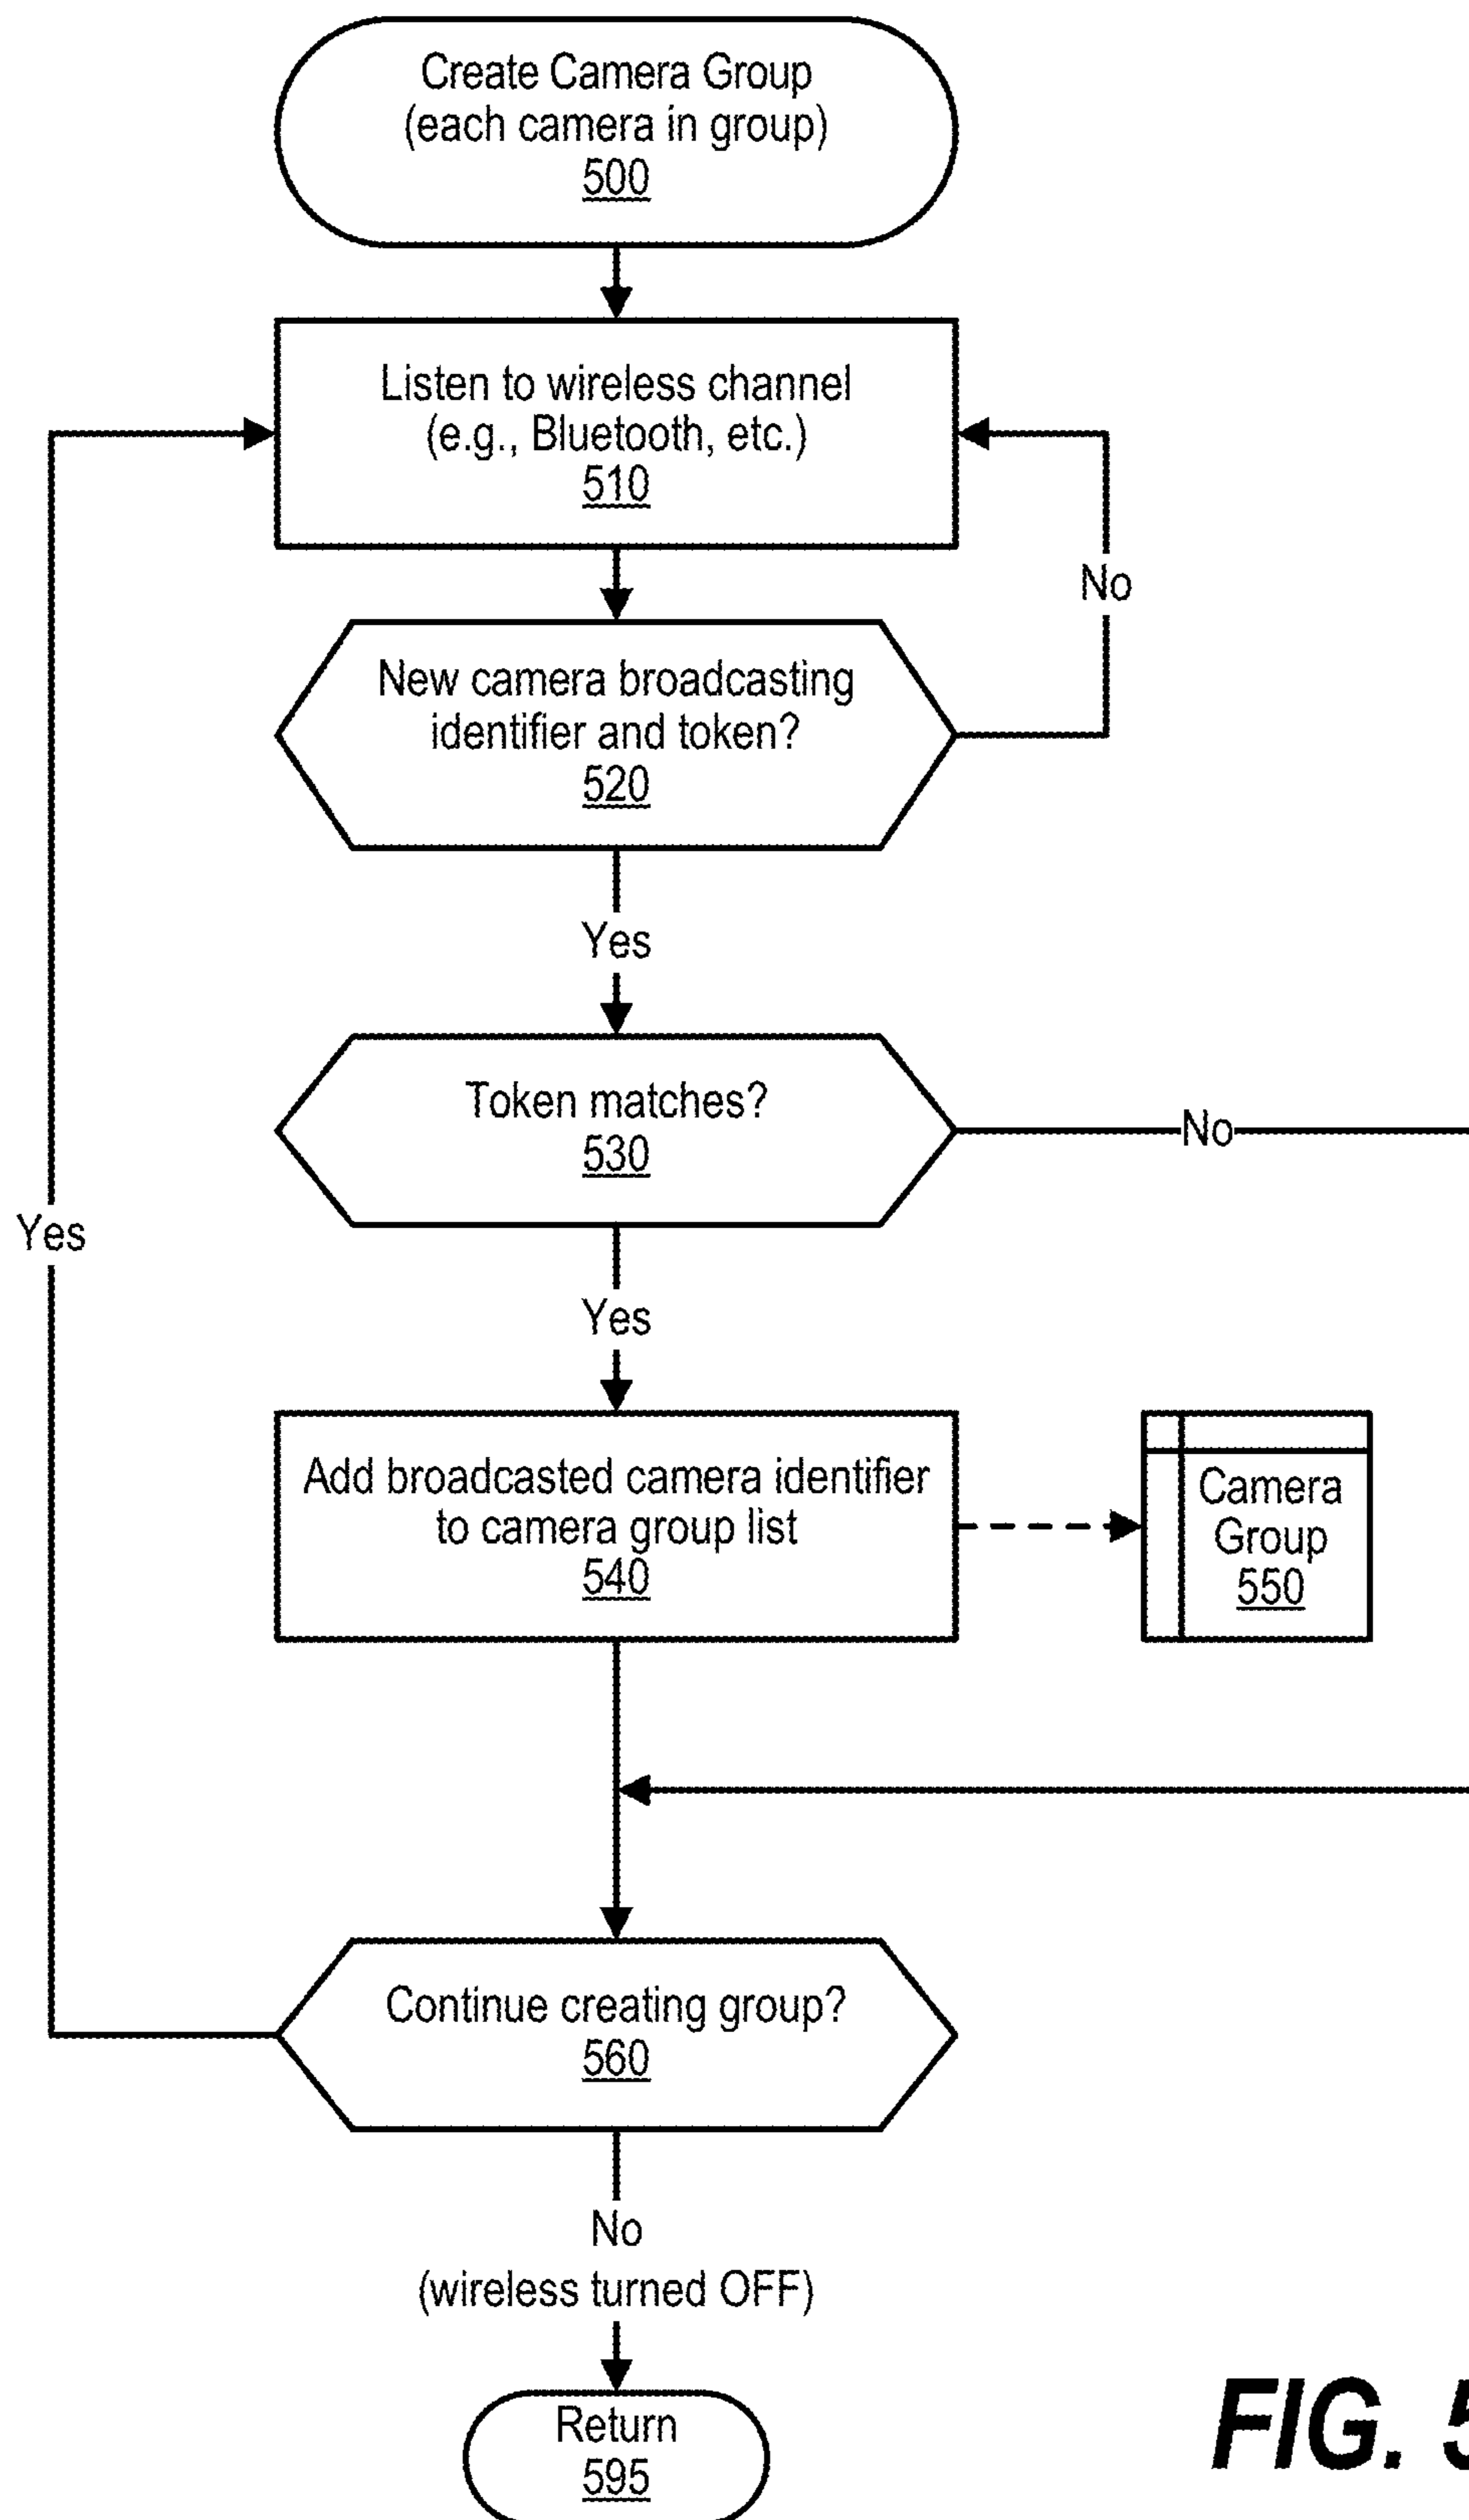 Create Camera Group
(each camera in group)
500
Listen to wireless channel
(e.g., Bluetooth, etc.)
510
No
New camera broadcasting
identifier and token?
520
Yes
Token matches?
530
No
Yes
Yes
Add broadcasted camera identifier
to camera group list
540
Camera
Group
550
Continue creating group?
560
No
(wireless turned OFF)
Return
595
FIG. 5